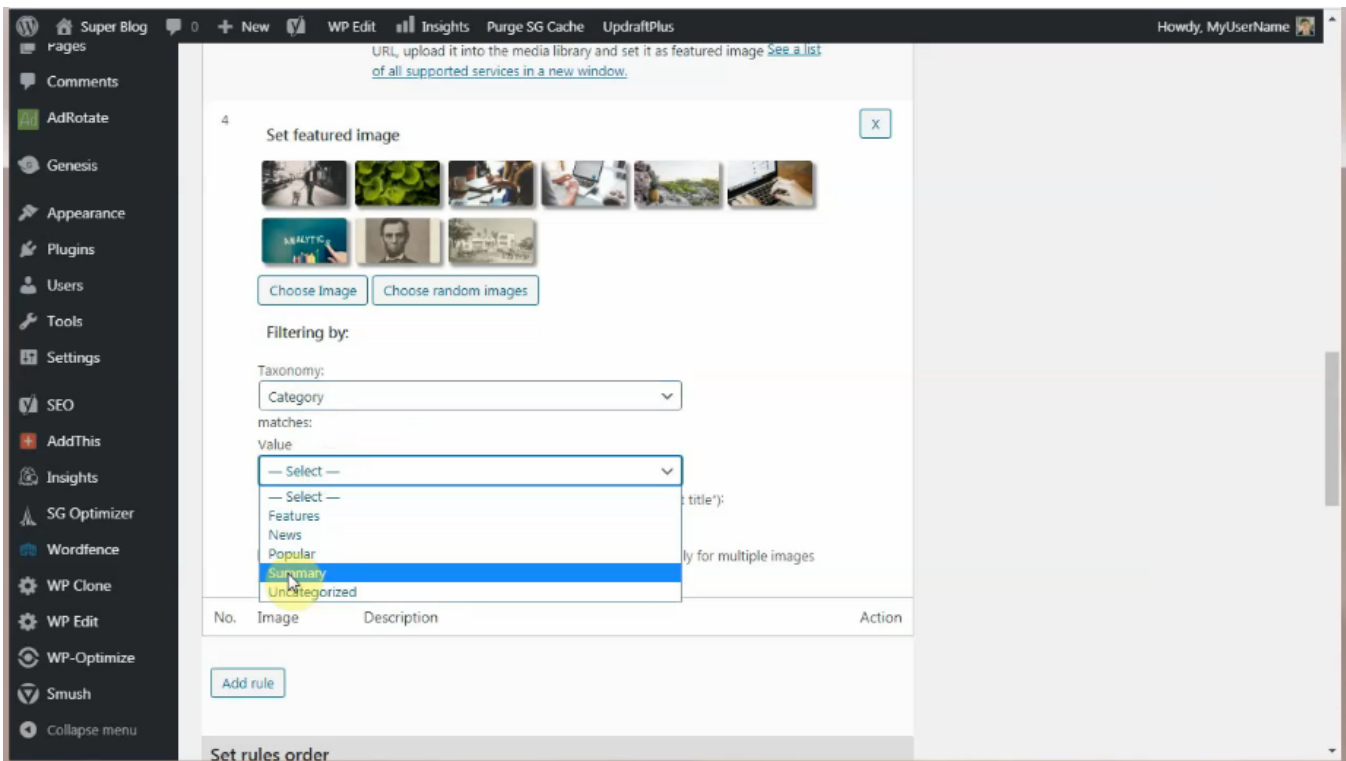 Super Blog 0 New WP Edit Insights Purge SG Cache UpdraftPlus Howdy, MyUserName
Pages
Comments
AdRotate
Genesis
Appearance
Plugins
Users
Tools
Settings
SEO
AddThis
Insights
SG Optimizer
Wordfence
WP Clone
WP Edit
WP-Optimize
Smush
Collapse menu
URL, upload it into the media library and set it as featured image See a list
of all supported services in a new window.
4
Set featured image
X
ANALYTIC
Choose Image Choose random images
Filtering by:
Taxonomy:
Category
matches:
Value
— Select —
— Select —
title"):
Features
News
Popular
ly for multiple images
Summary
Uncategorized
No. Image Description Action
Add rule
Set rules order